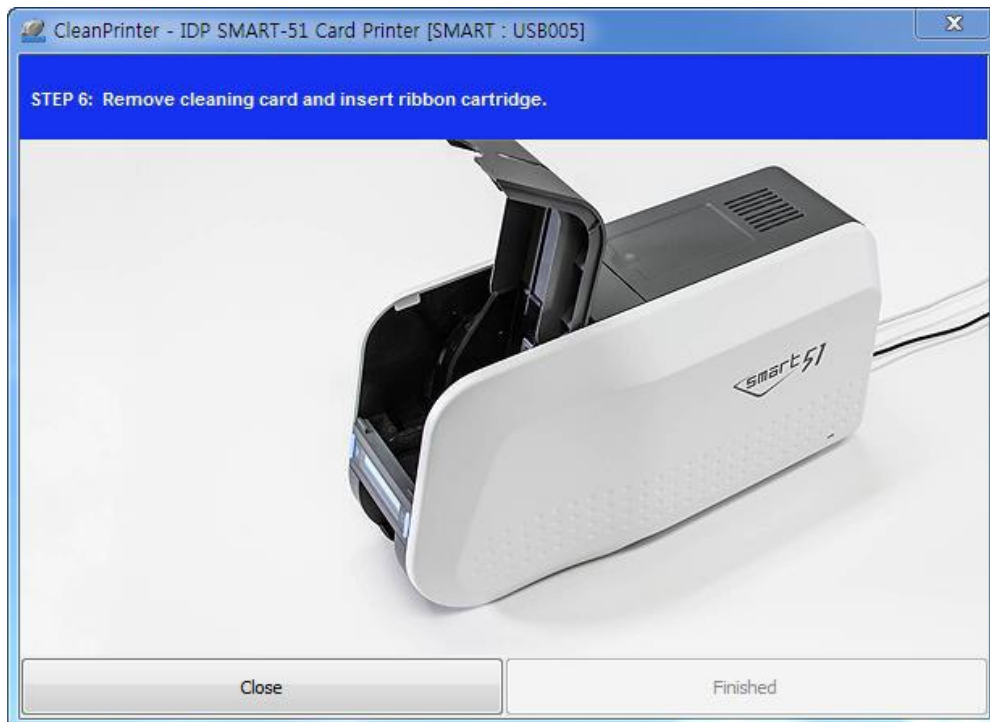 CleanPrinter - IDP SMART-51 Card Printer [SMART : USB005]
STEP 6: Remove cleaning card and insert ribbon cartridge.
smart 51
Close
Finished